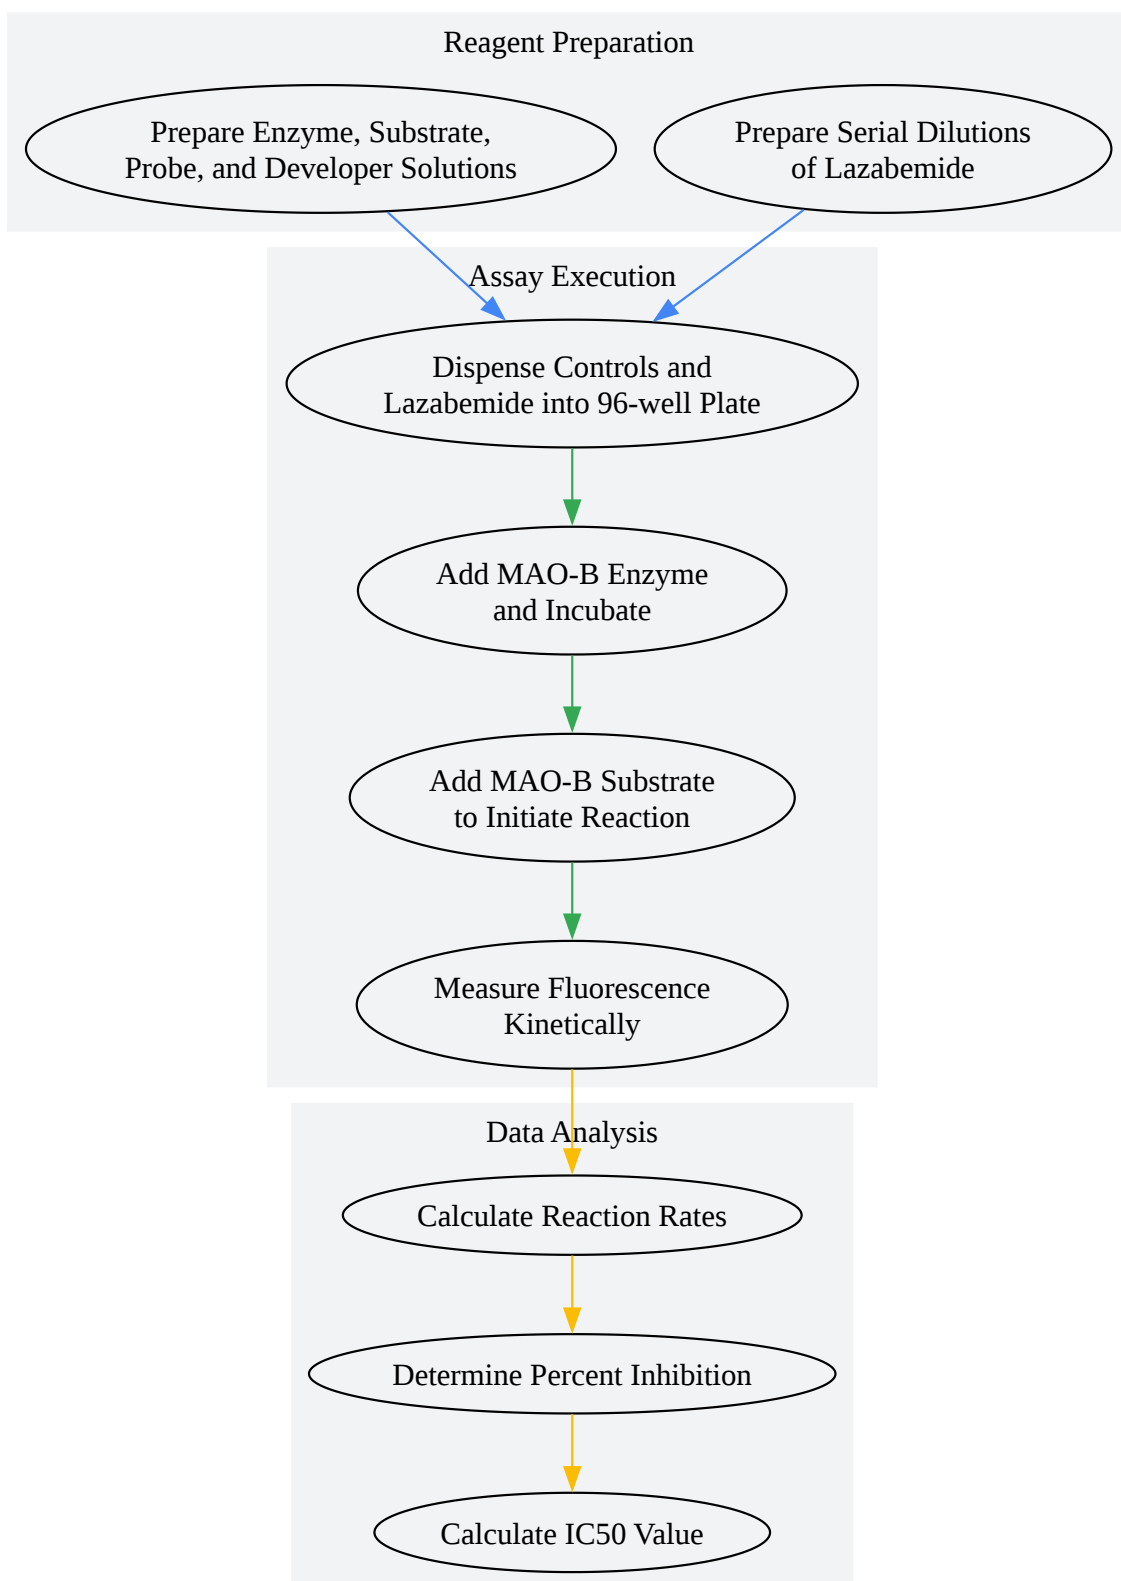 Reagent Preparation
Prepare Enzyme, Substrate,
Probe, and Developer Solutions
Prepare Serial Dilutions
of Lazabemide
Assay Execution
Dispense Controls and
Lazabemide into 96-well Plate
Add MAO-B Enzyme
and Incubate
Add MAO-B Substrate
to Initiate Reaction
Measure Fluorescence
Kinetically
Data Analysis
Calculate Reaction Rates
Determine Percent Inhibition
Calculate IC50 Value